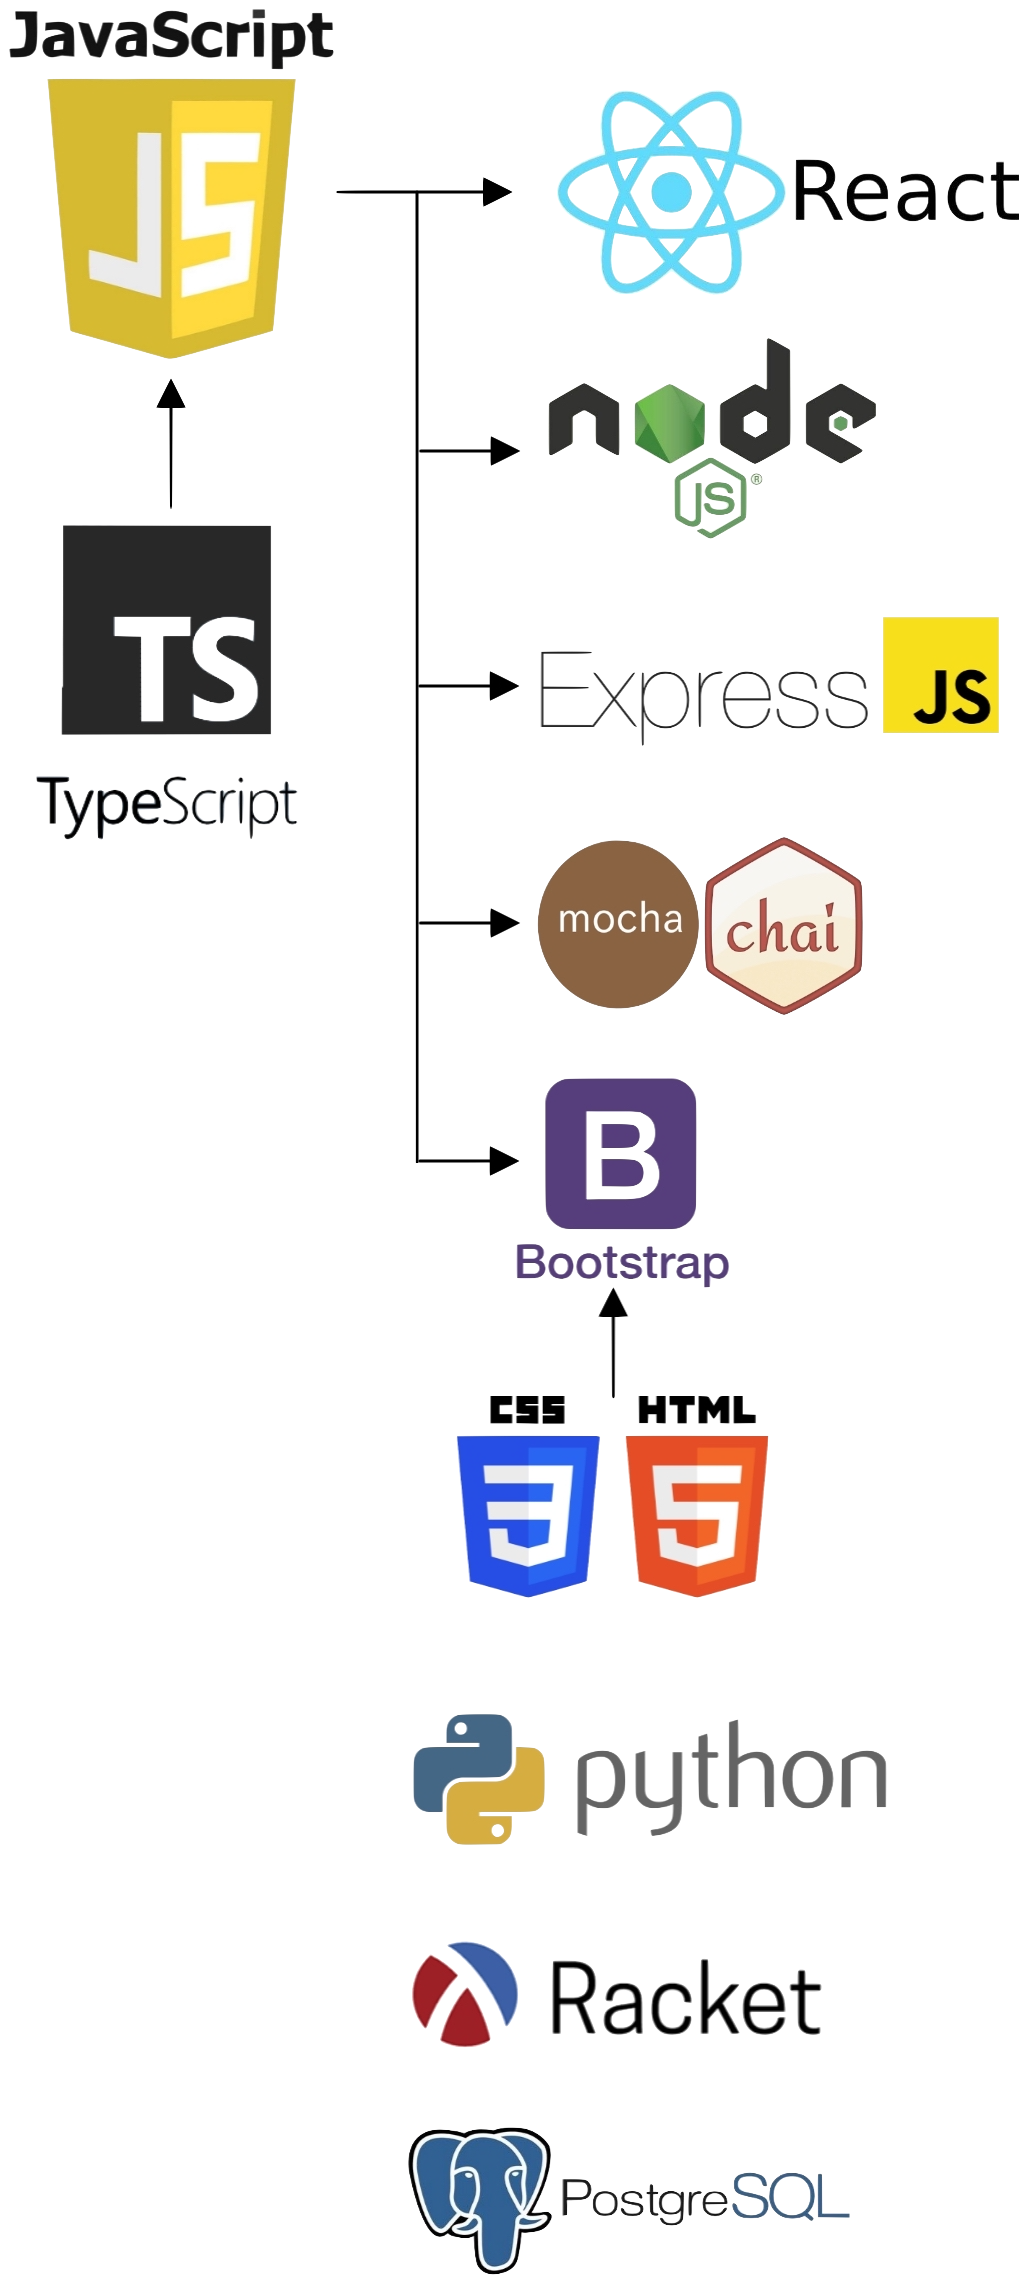 JavaScript
JS
React
node
JS®
TS
TypeScript
Express JS
mocha chai
B
Bootstrap
CSS HTML
3 5
python
Racket
PostgreSQL